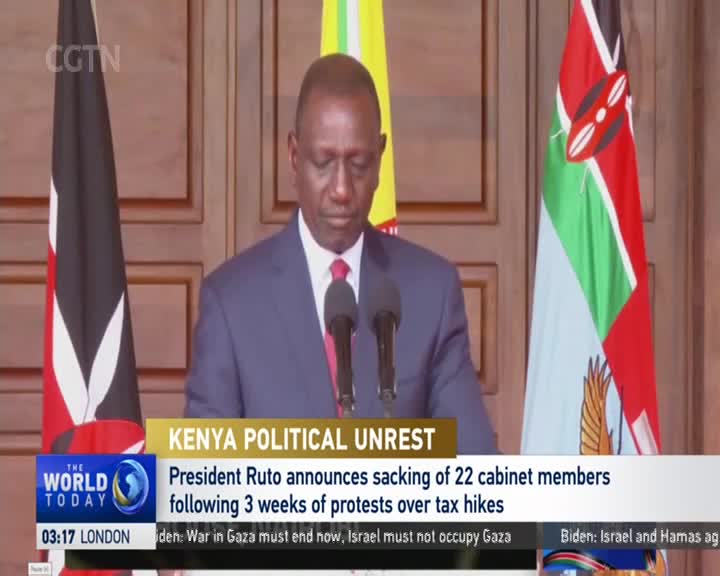 CGTN
KENYA POLITICAL UNREST
THE
WORLD
TODAY
President Ruto announces sacking of 22 cabinet members
following 3 weeks of protests over tax hikes
03:17 LONDON
iden: War in Gaza must end now, Israel must not occupy Gaza Biden: Israel and Hamas ag